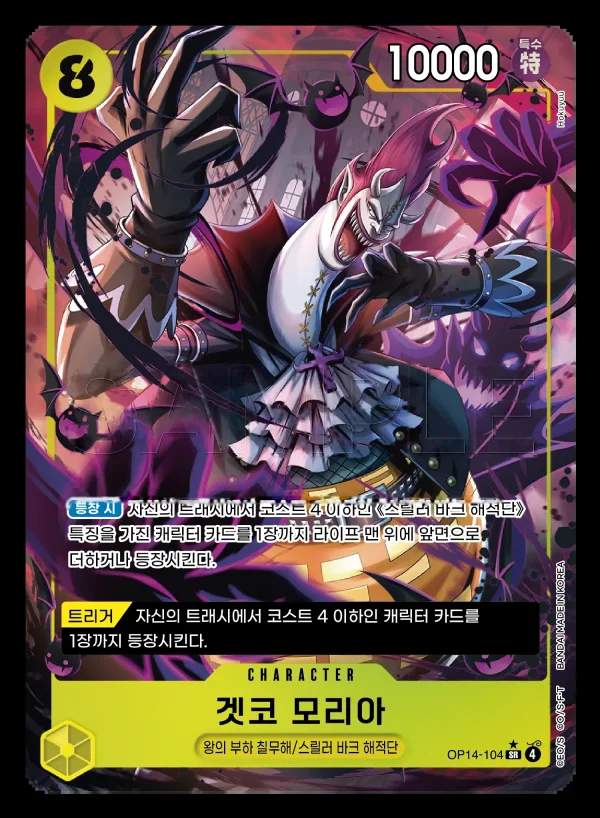 8
10000
특수
特
Hokuyuu
SAMPLE
등장 시 자신의 트래시에서 코스트 4 이하인 《스릴러 바크 해적단》
특징을 가진 캐릭터 카드를 1장까지 라이프 맨 위에 앞면으로
더하거나 등장시킨다.
트리거 자신의 트래시에서 코스트 4 이하인 캐릭터 카드를
1장까지 등장시킨다.
CHARACTER
겟코 모리아
왕의 부하 칠무해/스릴러 바크 해적단
OP14-104 SR 4
©EO/S ©O/S·F·T BANDAI MADE IN KOREA